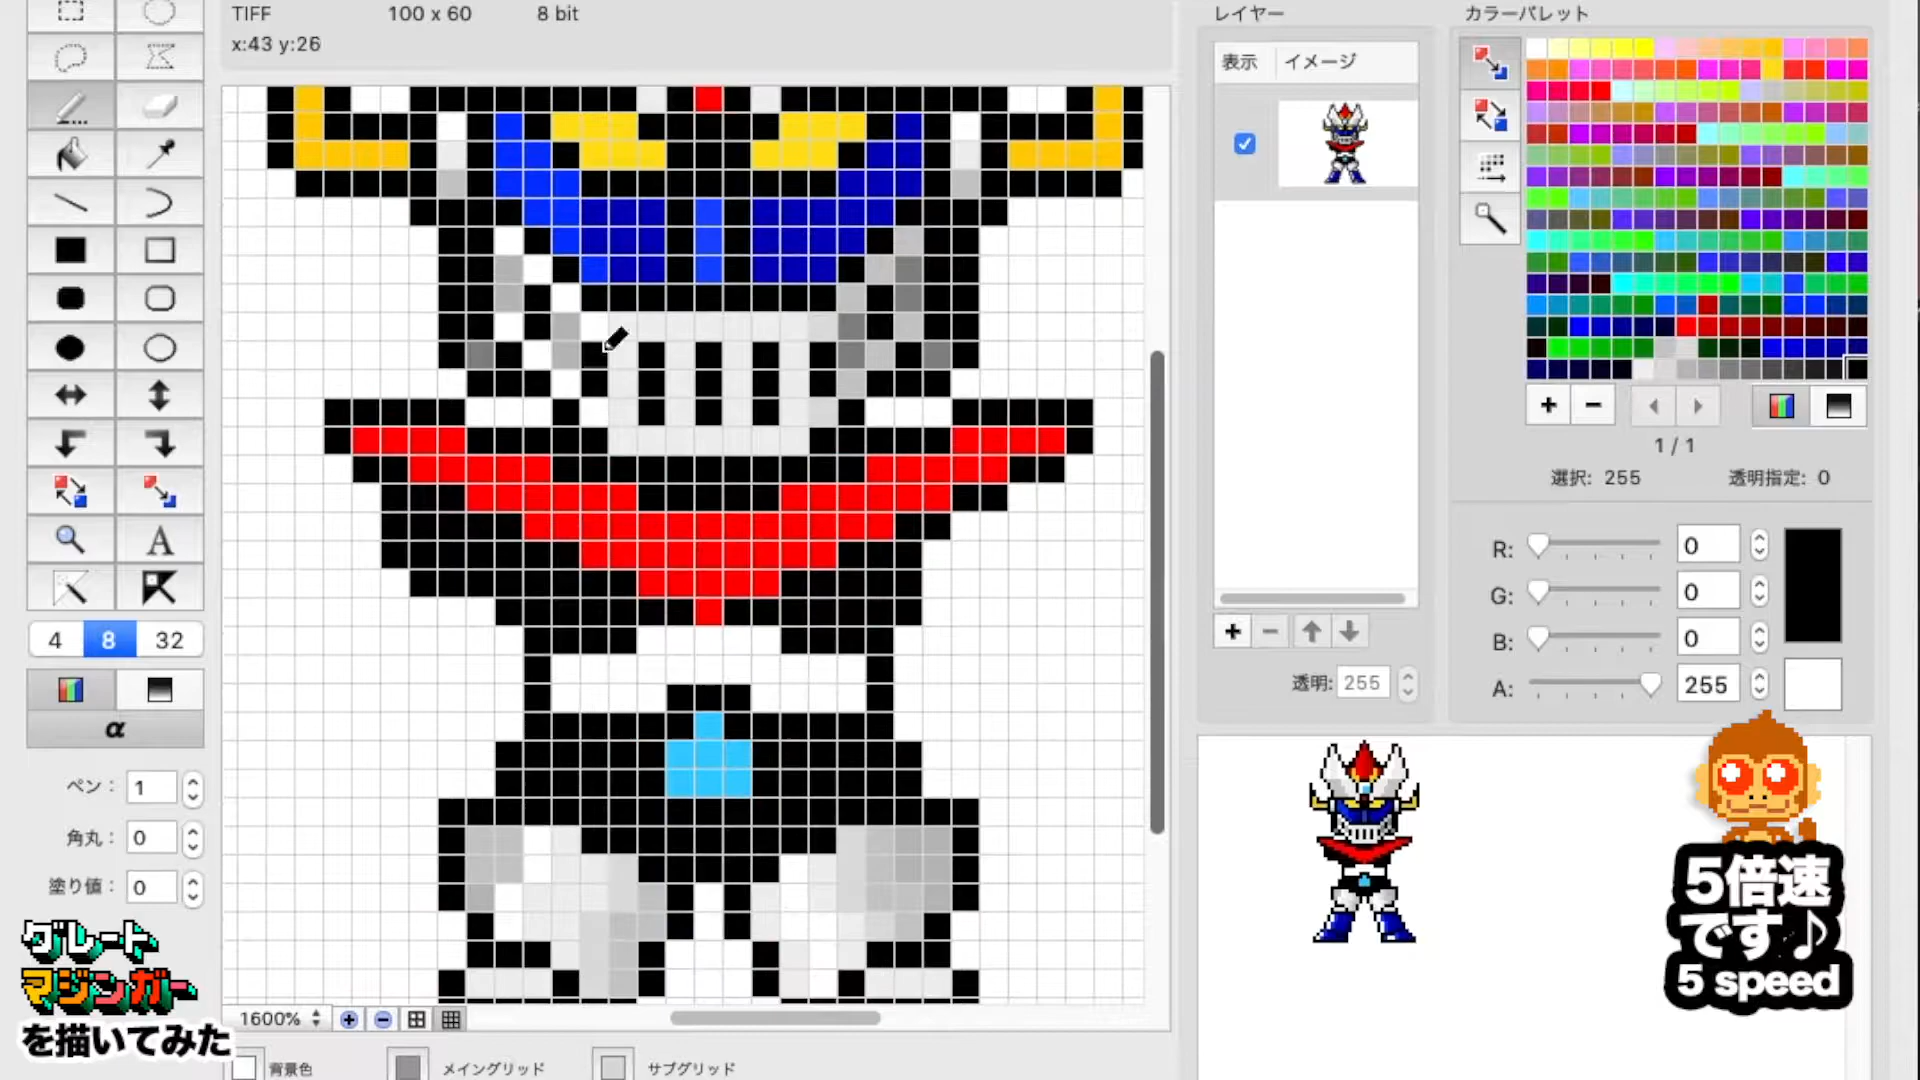 TIFF 100 x 60 8 bit
x:43 y:26
レイヤー
カラーパレット
表示 イメージ
1 / 1
選択: 255 透明指定: 0
R: 0
G: 0
B: 0
A: 255
透明: 255
A
4 8 32
α
ペン: 1
角丸: 0
塗り値: 0
1600%
背景色 メイングリッド サブグリッド
グレート
マジンガー
を描いてみた
5倍速
です♪
5 speed